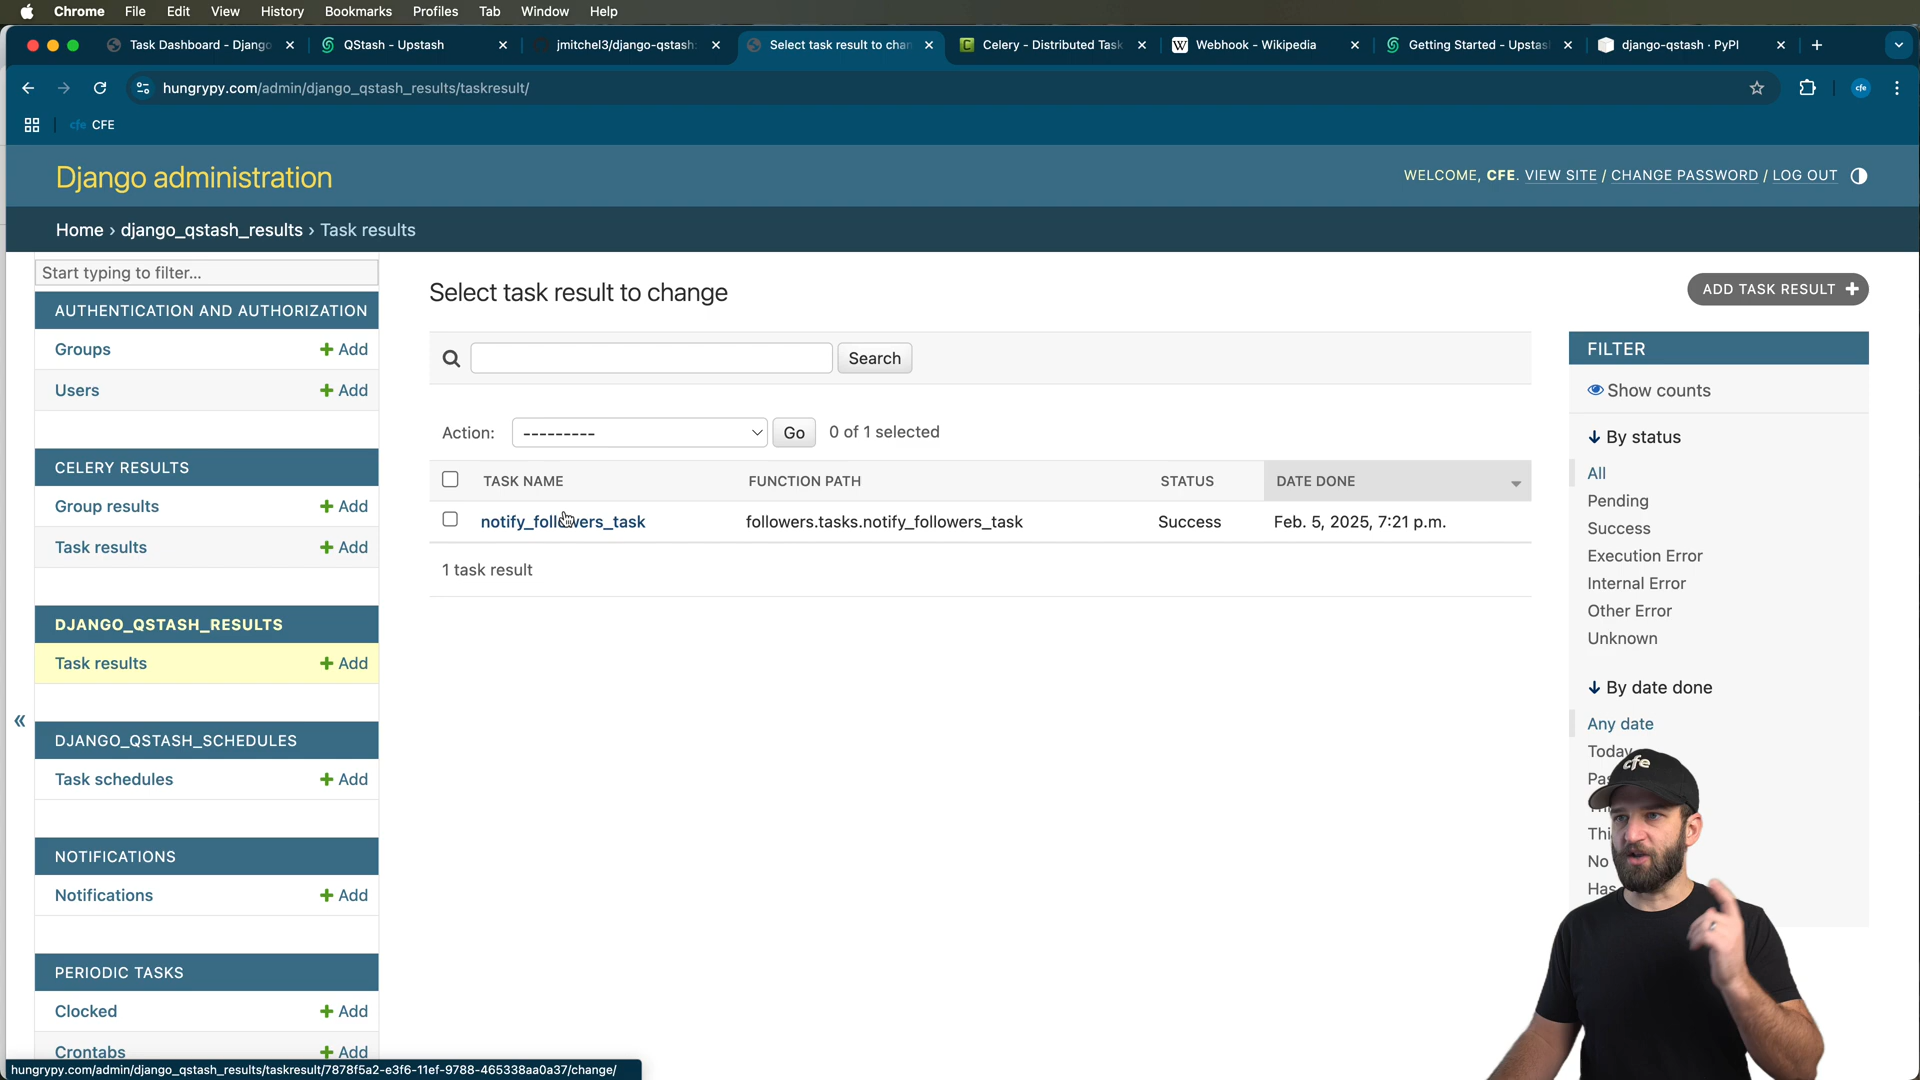 Chrome File Edit View History Bookmarks Profiles Tab Window Help
Task Dashboard - Django
QStash - Upstash
jmitchel3/django-qstash:
Select task result to chan
Celery - Distributed Task
Webhook - Wikipedia
Getting Started - Upstas
django-qstash · PyPI
hungrypy.com/admin/django_qstash_results/taskresult/
cfe
cfe CFE
Django administration
WELCOME, CFE. VIEW SITE / CHANGE PASSWORD / LOG OUT
Home › django_qstash_results › Task results
Start typing to filter...
AUTHENTICATION AND AUTHORIZATION
Groups + Add
Users + Add
CELERY RESULTS
Group results + Add
Task results + Add
DJANGO_QSTASH_RESULTS
Task results + Add
«
DJANGO_QSTASH_SCHEDULES
Task schedules + Add
NOTIFICATIONS
Notifications + Add
PERIODIC TASKS
Clocked + Add
Crontabs + Add
Select task result to change
ADD TASK RESULT +
Search
Action: --------- Go 0 of 1 selected
TASK NAME FUNCTION PATH STATUS DATE DONE
notify_followers_task followers.tasks.notify_followers_task Success Feb. 5, 2025, 7:21 p.m.
1 task result
FILTER
Show counts
↓ By status
All
Pending
Success
Execution Error
Internal Error
Other Error
Unknown
↓ By date done
Any date
Today
Pas
Thi
No
Has
cfe
hungrypy.com/admin/django_qstash_results/taskresult/7878f5a2-e3f6-11ef-9788-465338aa0a37/change/